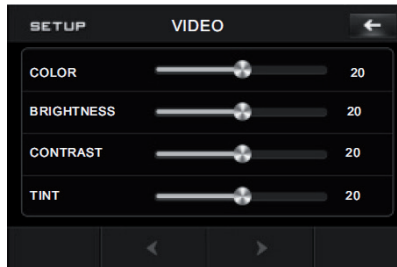 SETUP VIDEO
COLOR 20
BRIGHTNESS 20
CONTRAST 20
TINT 20